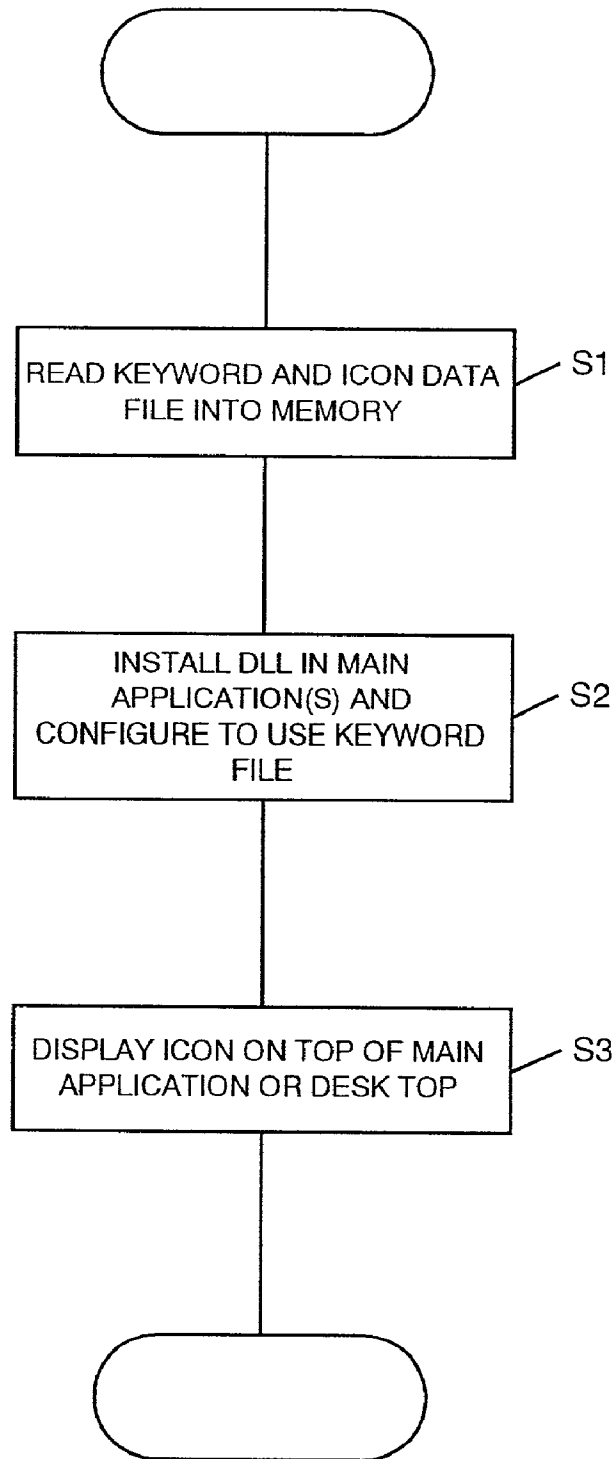 READ KEYWORD AND ICON DATA
FILE INTO MEMORY
S1
INSTALL DLL IN MAIN
APPLICATION(S) AND
CONFIGURE TO USE KEYWORD
FILE
S2
DISPLAY ICON ON TOP OF MAIN
APPLICATION OR DESK TOP
S3